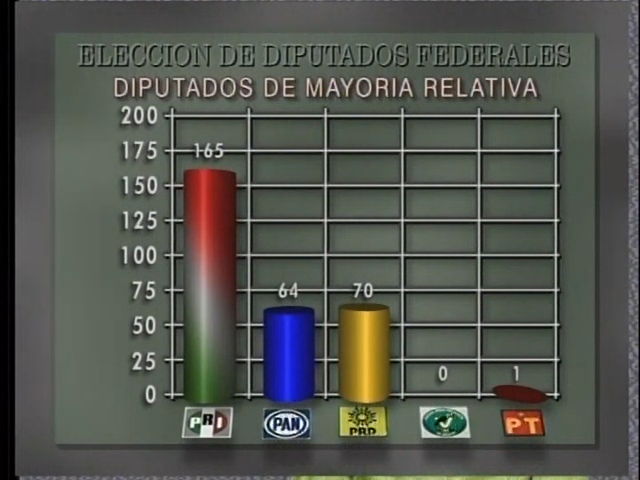 ELECCION DE DIPUTADOS FEDERALES
DIPUTADOS DE MAYORIA RELATIVA
200
175
165
150
125
100
75
64
70
50
25
0
1
0
PRI
PAN
PRD
PT